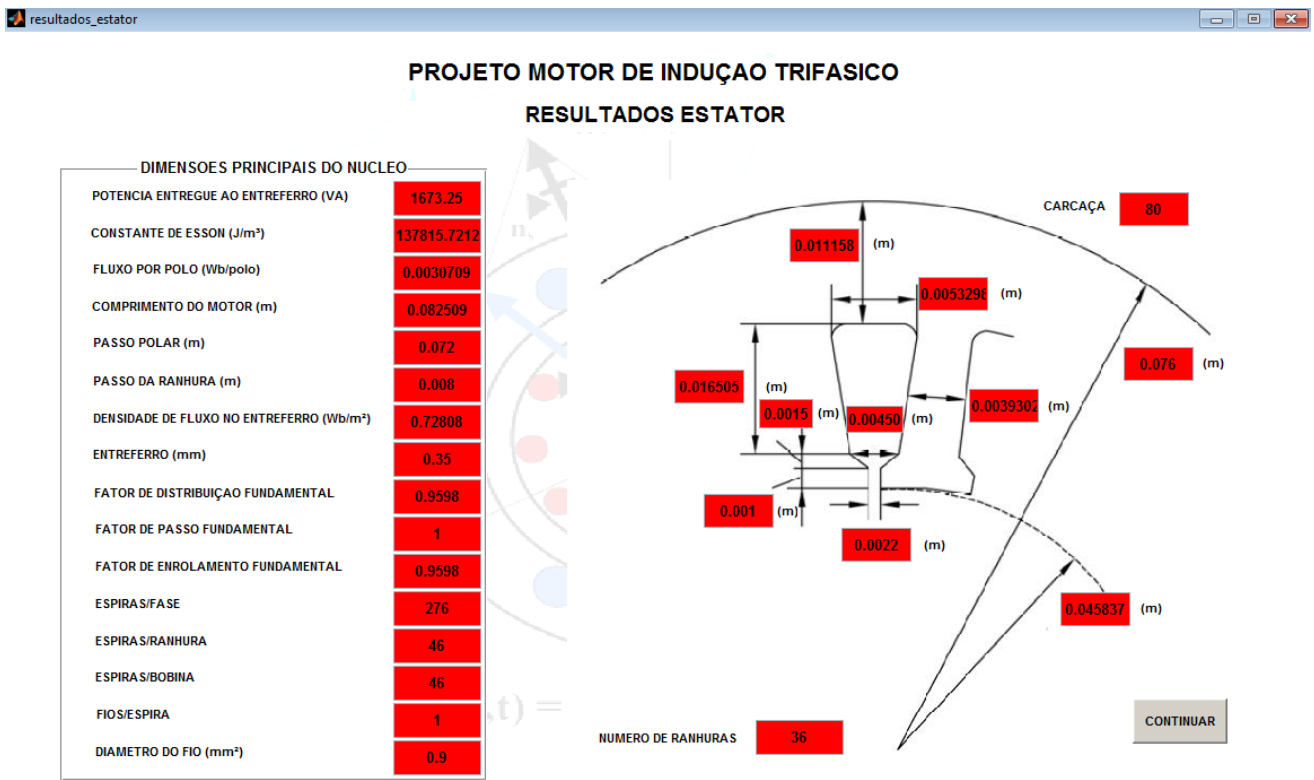 resultados_estator
PROJETO MOTOR DE INDUÇAO TRIFASICO
RESULTADOS ESTATOR
DIMENSOES PRINCIPAIS DO NUCLEO
POTENCIA ENTREGUE AO ENTREFERRO (VA) 1673.25
CONSTANTE DE ESSON (J/m³) 137815.7212
FLUXO POR POLO (Wb/polo) 0.0030709
COMPRIMENTO DO MOTOR (m) 0.082509
PASSO POLAR (m) 0.072
PASSO DA RANHURA (m) 0.008
DENSIDADE DE FLUXO NO ENTREFERRO (Wb/m²) 0.72808
ENTREFERRO (mm) 0.35
FATOR DE DISTRIBUIÇAO FUNDAMENTAL 0.9598
FATOR DE PASSO FUNDAMENTAL 1
FATOR DE ENROLAMENTO FUNDAMENTAL 0.9598
ESPIRAS/FASE 276
ESPIRAS/RANHURA 46
ESPIRAS/BOBINA 46
FIOS/ESPIRA 1
DIAMETRO DO FIO (mm²) 0.9
n
,t) =
CARCAÇA 80
0.011158 (m)
0.0053298 (m)
0.076 (m)
0.016505 (m)
0.0015 (m) 0.00450 (m)
0.0039302 (m)
0.001 (m)
0.0022 (m)
0.045837 (m)
NUMERO DE RANHURAS 36
CONTINUAR